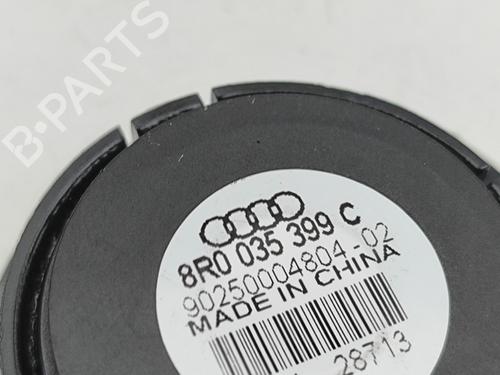 B-PARTS
8R0 035 399 C
90250004804-02
MADE IN CHINA
28713